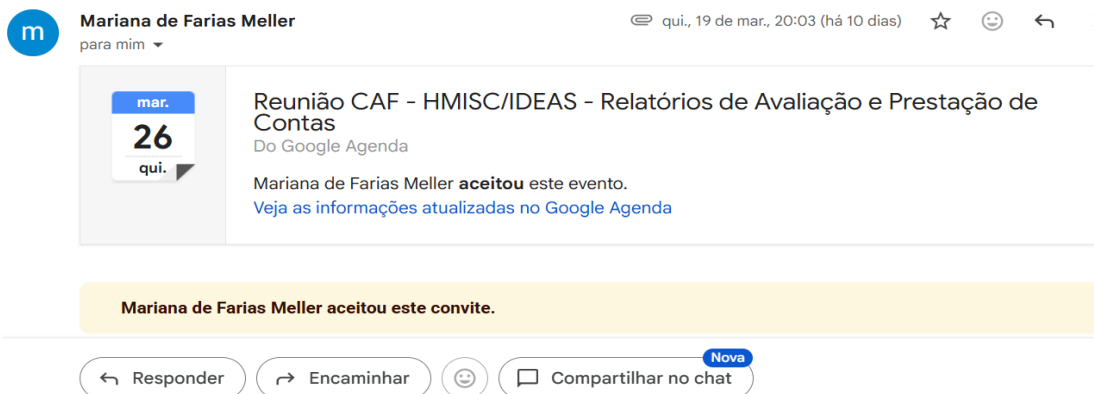 m
Mariana de Farias Meller
qui., 19 de mar., 20:03 (há 10 dias)
para mim
mar.
26
qui.
Reunião CAF - HMISC/IDEAS - Relatórios de Avaliação e Prestação de
Contas
Do Google Agenda
Mariana de Farias Meller aceitou este evento.
Veja as informações atualizadas no Google Agenda
Mariana de Farias Meller aceitou este convite.
Nova
Responder
Encaminhar
Compartilhar no chat